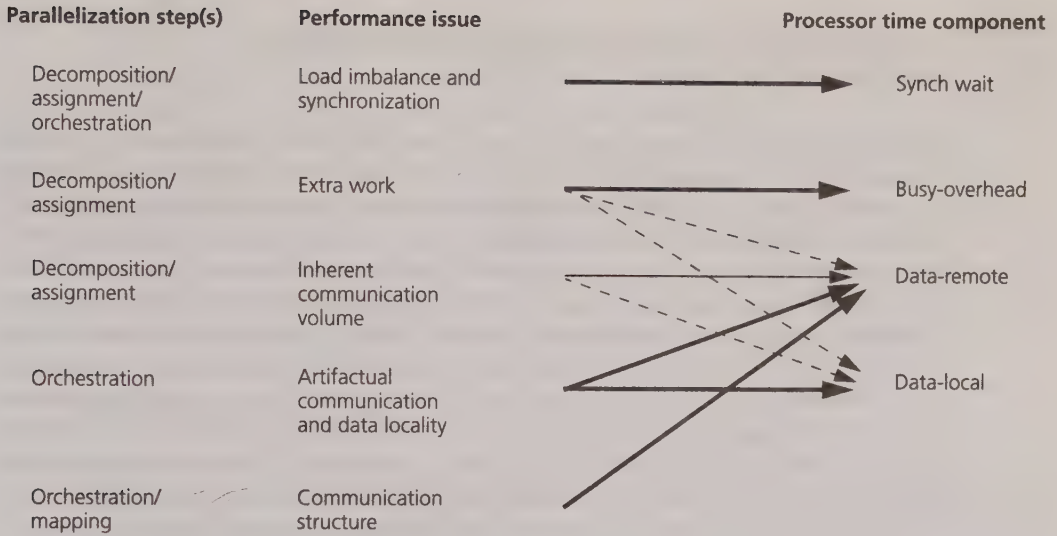 Parallelization step(s) Performance issue Processor time component
Decomposition/
assignment/
orchestration
Load imbalance and
synchronization
Synch wait
Decomposition/
assignment
Extra work
Busy-overhead
Decomposition/
assignment
Inherent
communication
volume
Data-remote
Orchestration
Artifactual
communication
and data locality
Data-local
Orchestration/
mapping
Communication
structure